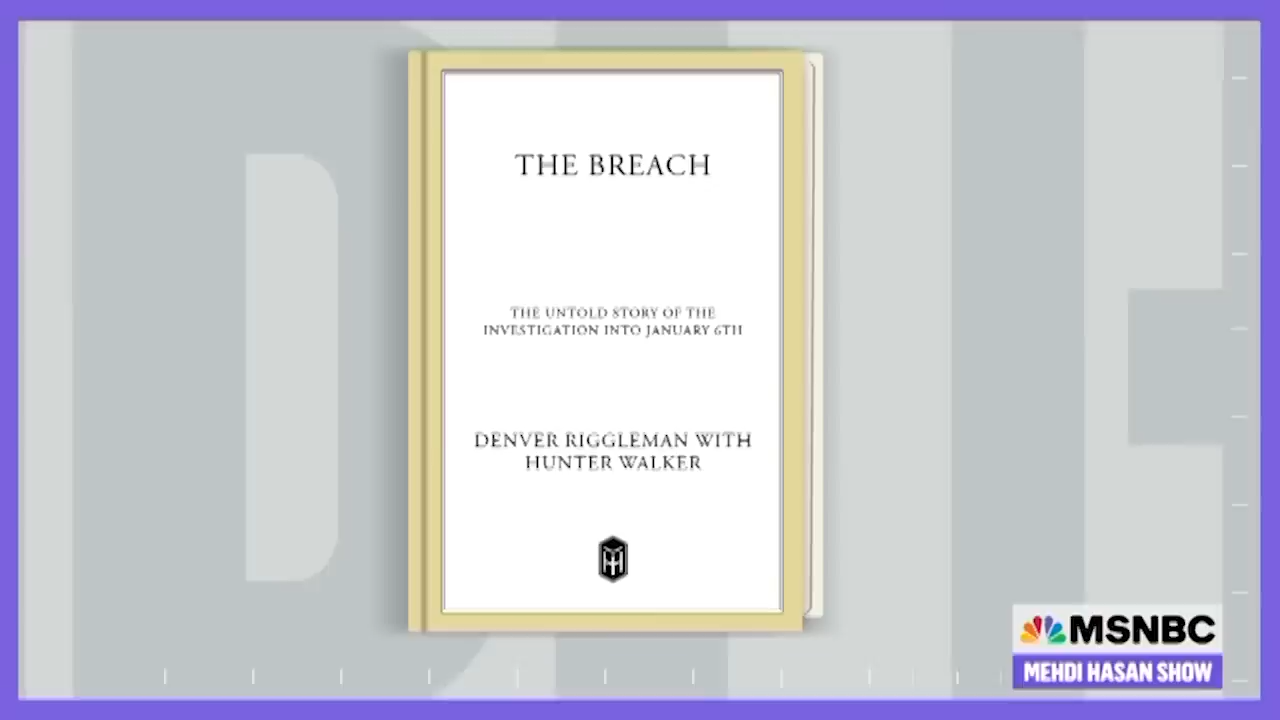 THE BREACH
THE UNTOLD STORY OF THE
INVESTIGATION INTO JANUARY 6TH
DENVER RIGGLEMAN WITH
HUNTER WALKER
MSNBC
MEHDI HASAN SHOW